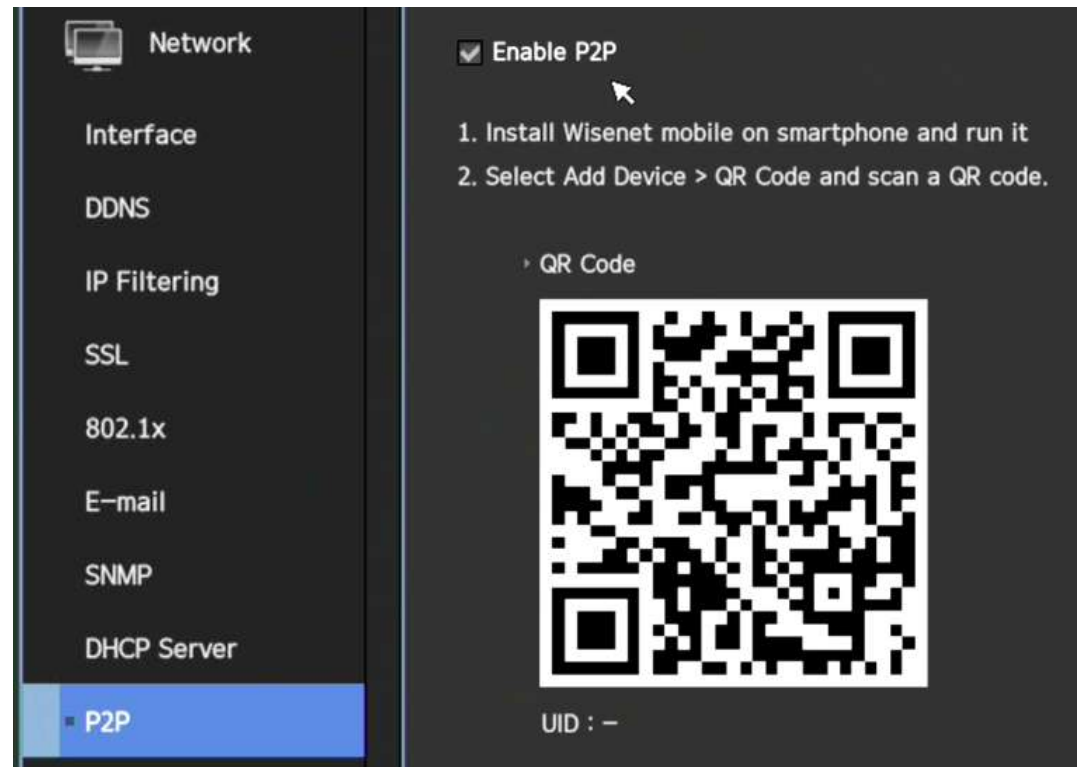 Network
Interface
DDNS
IP Filtering
SSL
802.1x
E-mail
SNMP
DHCP Server
P2P
Enable P2P
1. Install Wisenet mobile on smartphone and run it
2. Select Add Device > QR Code and scan a QR code.
QR Code
UID : -